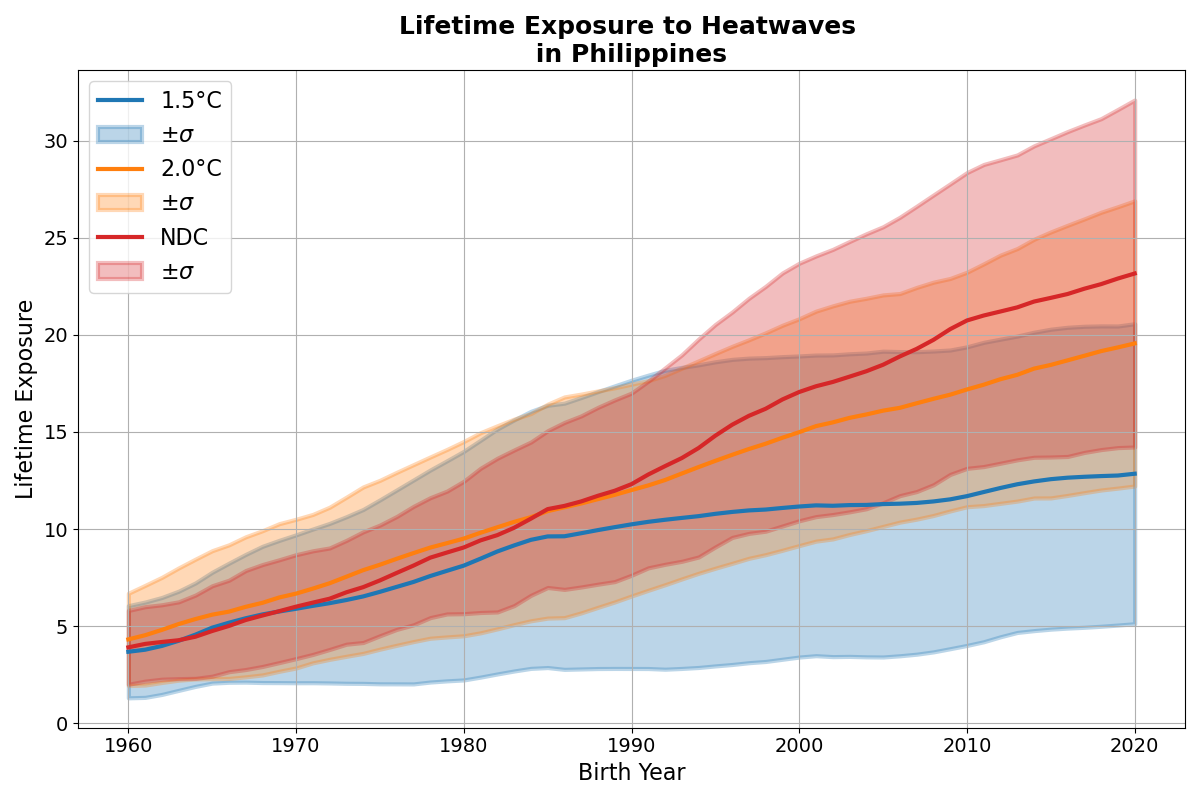 Lifetime Exposure to Heatwaves
in Philippines
1.5°C
±σ
2.0°C
±σ
NDC
±σ
Lifetime Exposure
30
25
20
15
10
5
0
1960 1970 1980 1990 2000 2010 2020
Birth Year